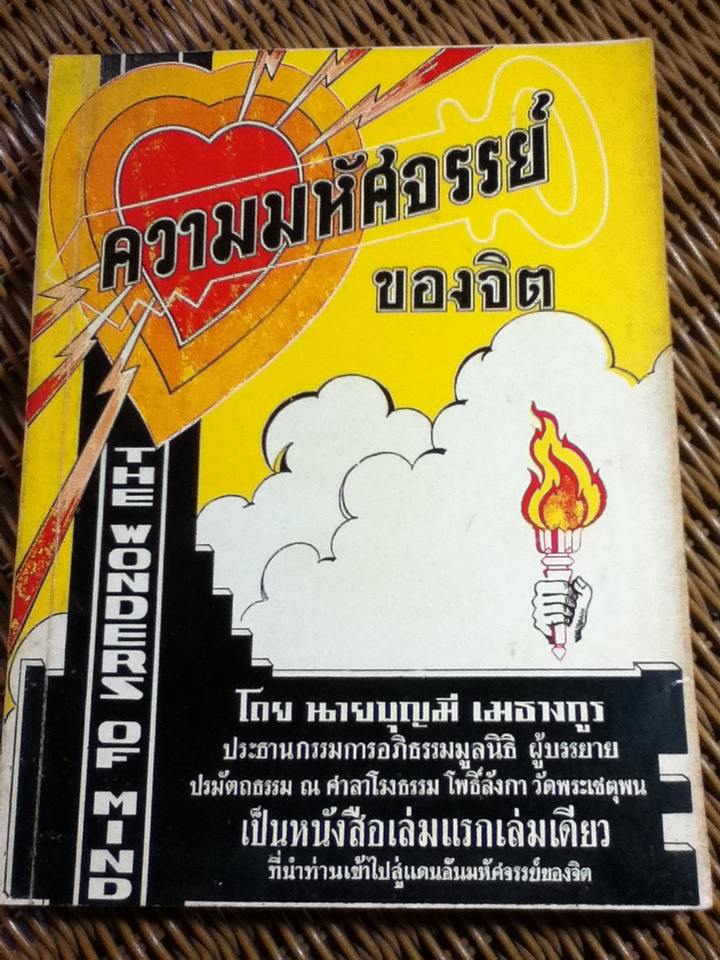 ความมหัศจรรย์
ของจิต
THE WONDERS OF MIND
โดย นายบุญมี เมธางกูร
ประธานกรรมการอภิธรรมมูลนิธิ ผู้บรรยาย
ปรมัตถธรรม ณ ศาลาโรงธรรม โพธิ์ลังกา วัดพระเชตุพน
เป็นหนังสือเล่มแรกเล่มเดียว
ที่นำท่านเข้าไปสู่แดนอันมหัศจรรย์ของจิต